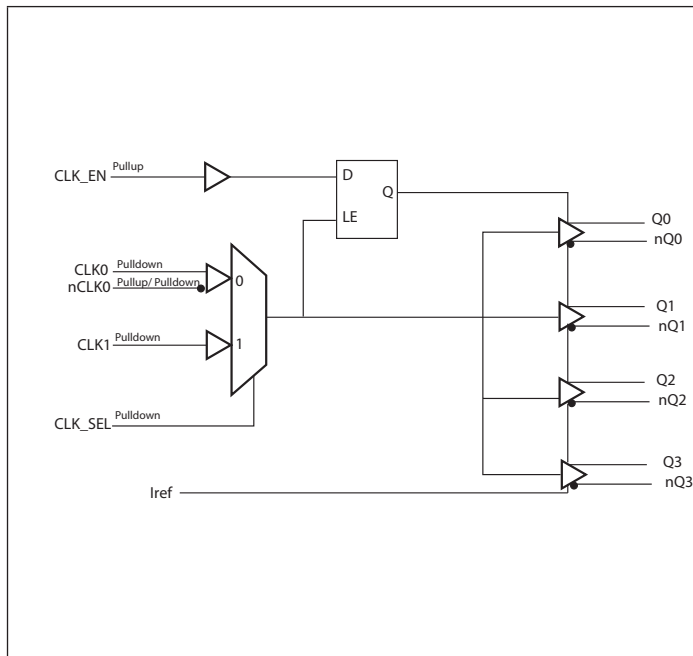 CLK_EN Pullup
D
Q
LE
Q0
nQ0
CLK0 Pulldown
nCLK0 Pullup/ Pulldown
0
Q1
nQ1
CLK1 Pulldown
1
Q2
nQ2
CLK_SEL Pulldown
Q3
nQ3
Iref